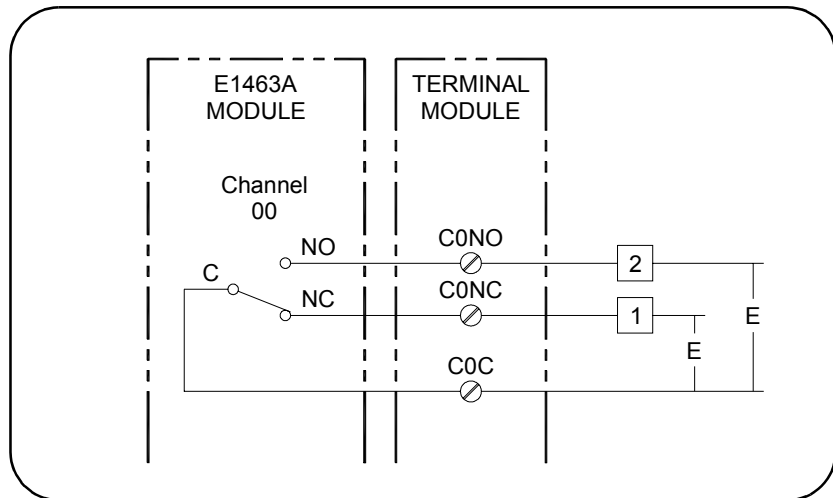 E1463A
MODULE
TERMINAL
MODULE
Channel
00
NO
C0NO
2
C
NC
C0NC
1
E
E
C0C